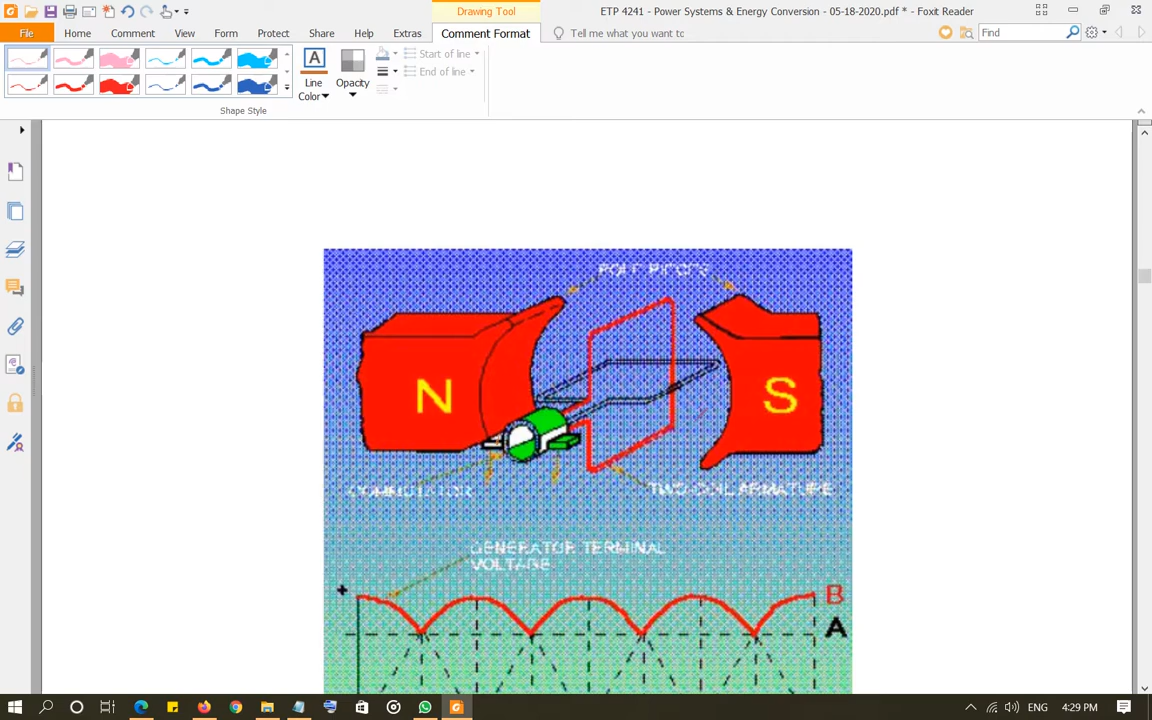 Drawing Tool
ETP 4241 - Power Systems & Energy Conversion - 05-18-2020.pdf * - Foxit Reader
File Home Comment View Form Protect Share Help Extras Comment Format Tell me what you want tc Find
Start of line
End of line
Line
Color
Opacity
Shape Style
POLE PIECES
N
S
COMMUTATOR
TWO-COIL ARMATURE
GENERATOR TERMINAL
VOLTAGE
+
B
A
ENG 4:29 PM